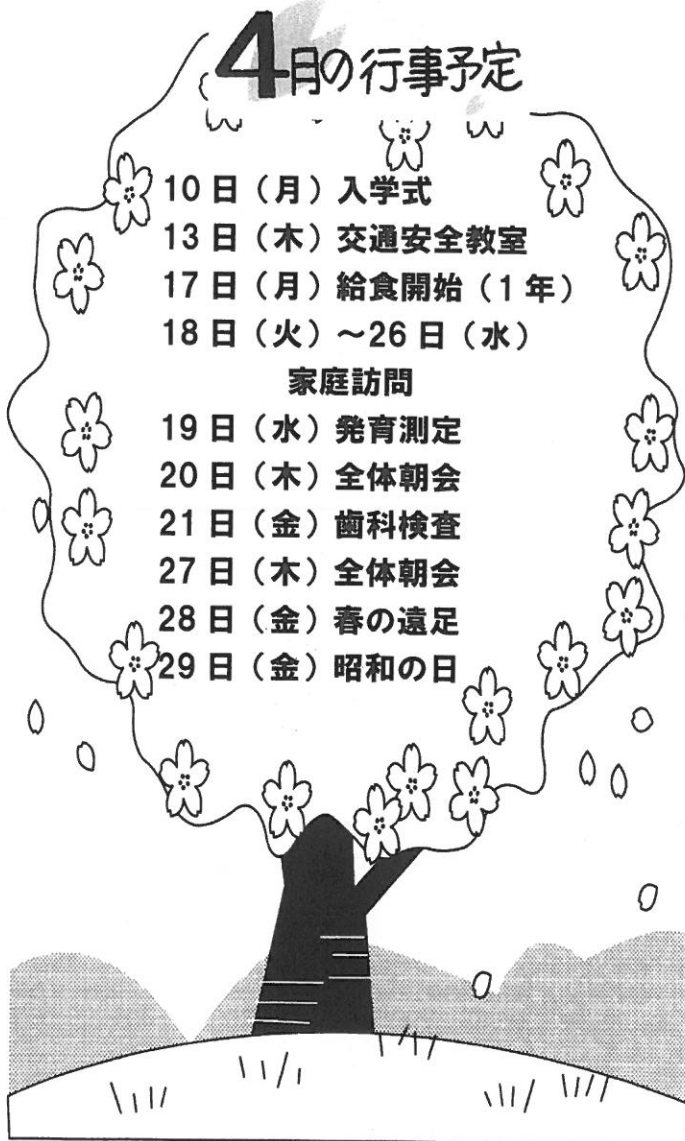 4月の行事予定
10日（月）入学式
13日（木）交通安全教室
17日（月）給食開始（1年）
18日（火）～26日（水）
家庭訪問
19日（水）発育測定
20日（木）全体朝会
21日（金）歯科検査
27日（木）全体朝会
28日（金）春の遠足
29日（金）昭和の日